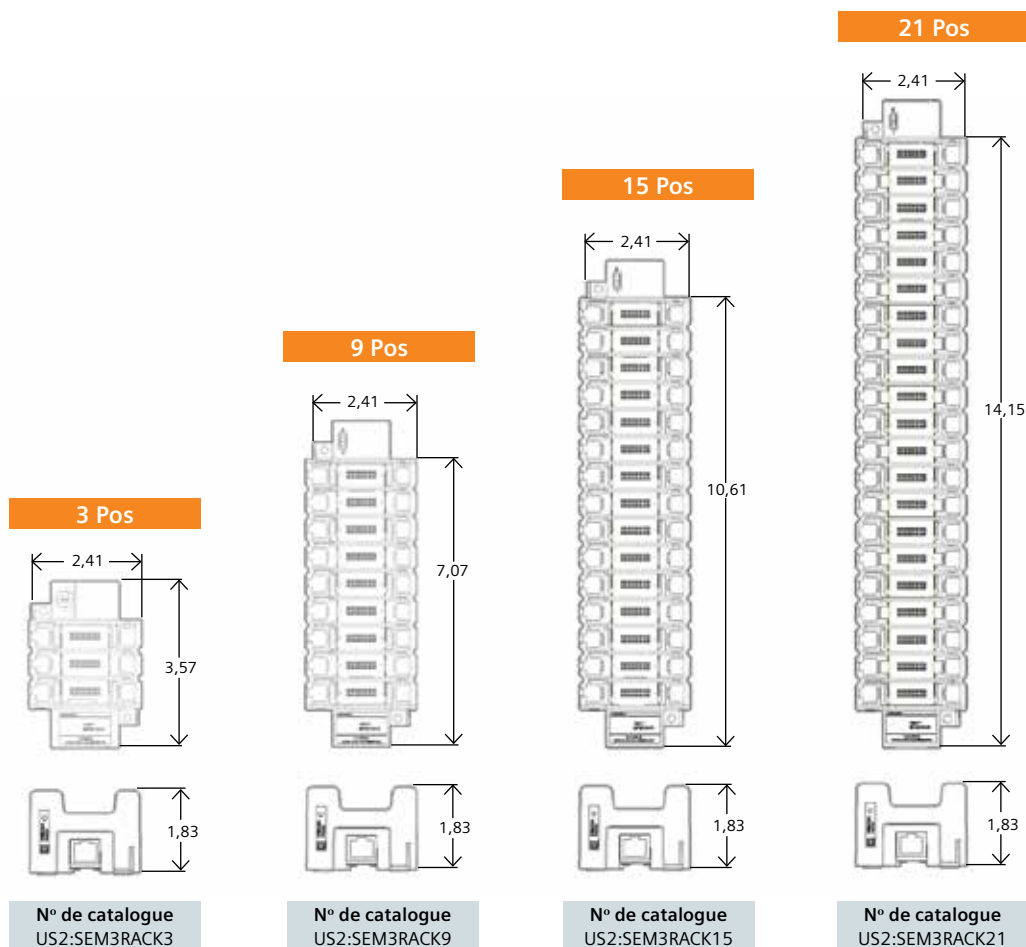 21 Pos
2,41
14,15
1,83
15 Pos
2,41
10,61
1,83
9 Pos
2,41
7,07
1,83
3 Pos
2,41
3,57
1,83
Nº de catalogue
US2:SEM3RACK3
Nº de catalogue
US2:SEM3RACK9
Nº de catalogue
US2:SEM3RACK15
Nº de catalogue
US2:SEM3RACK21